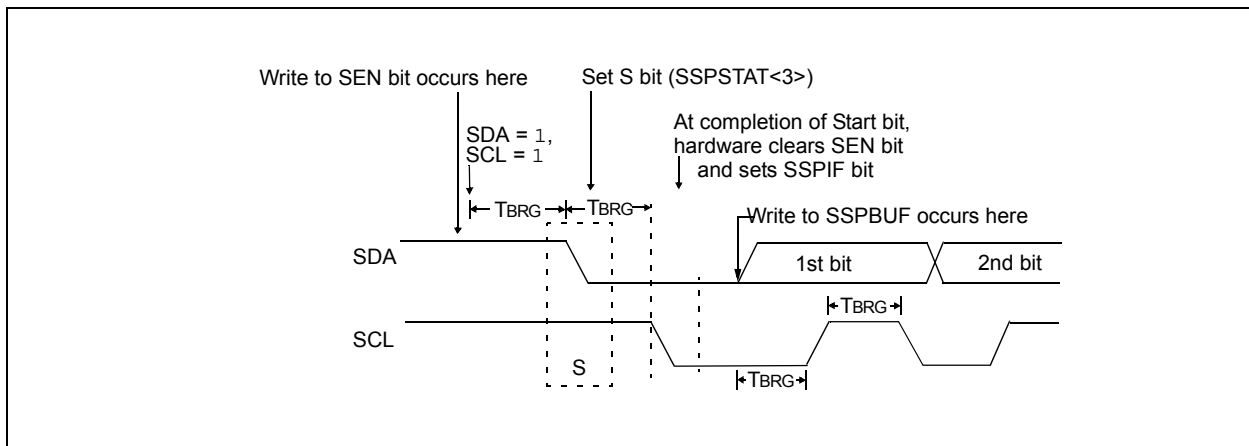 Write to SEN bit occurs here
Set S bit (SSPSTAT<3>)
SDA = 1,
SCL = 1
At completion of Start bit,
hardware clears SEN bit
and sets SSPIF bit
TBRG
TBRG
Write to SSPBUF occurs here
SDA
1st bit
2nd bit
TBRG
SCL
S
TBRG